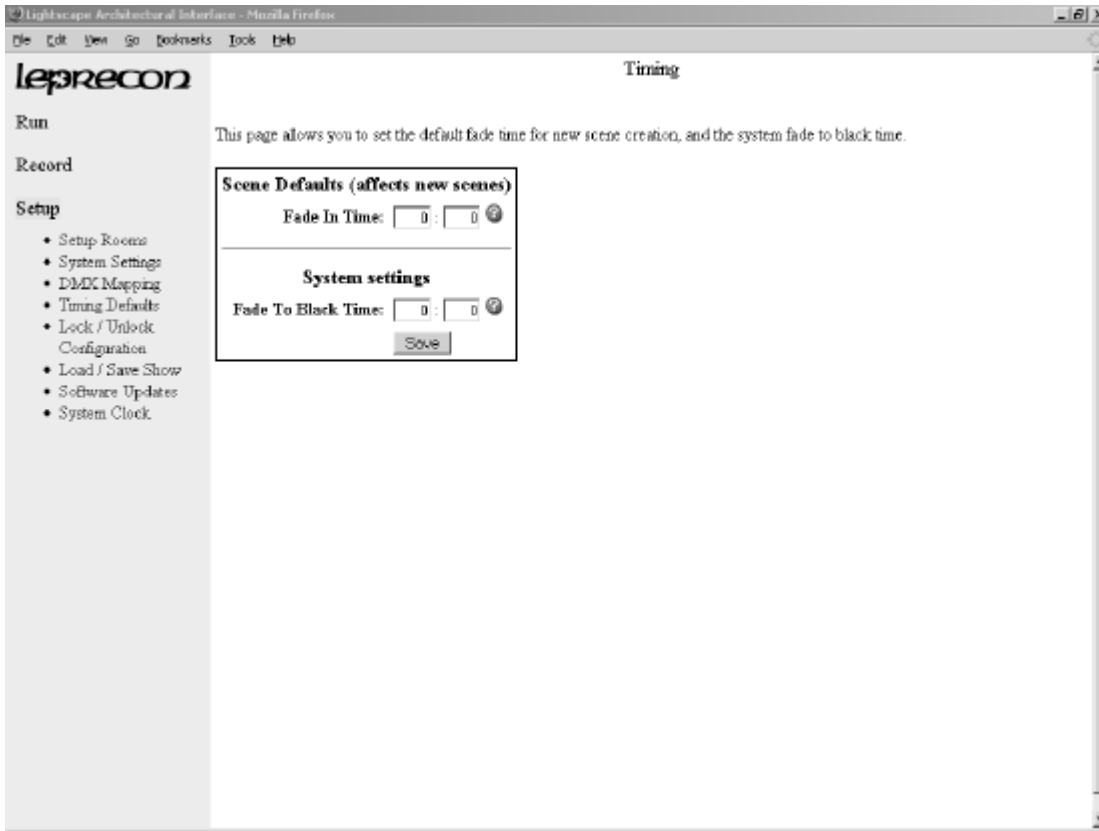 Lightscape Architectural Interface - Mozilla Firefox
File Edit View Go Bookmarks Tools Help
leprecon
Run
Record
Setup
• Setup Rooms
• System Settings
• DMX Mapping
• Timing Defaults
• Lock / Unlock
Configuration
• Load / Save Show
• Software Updates
• System Clock
Timing
This page allows you to set the default fade time for new scene creation, and the system fade to black time.
Scene Defaults (affects new scenes)
Fade In Time: 0 : 0 ?
System settings
Fade To Black Time: 0 : 0 ?
Save